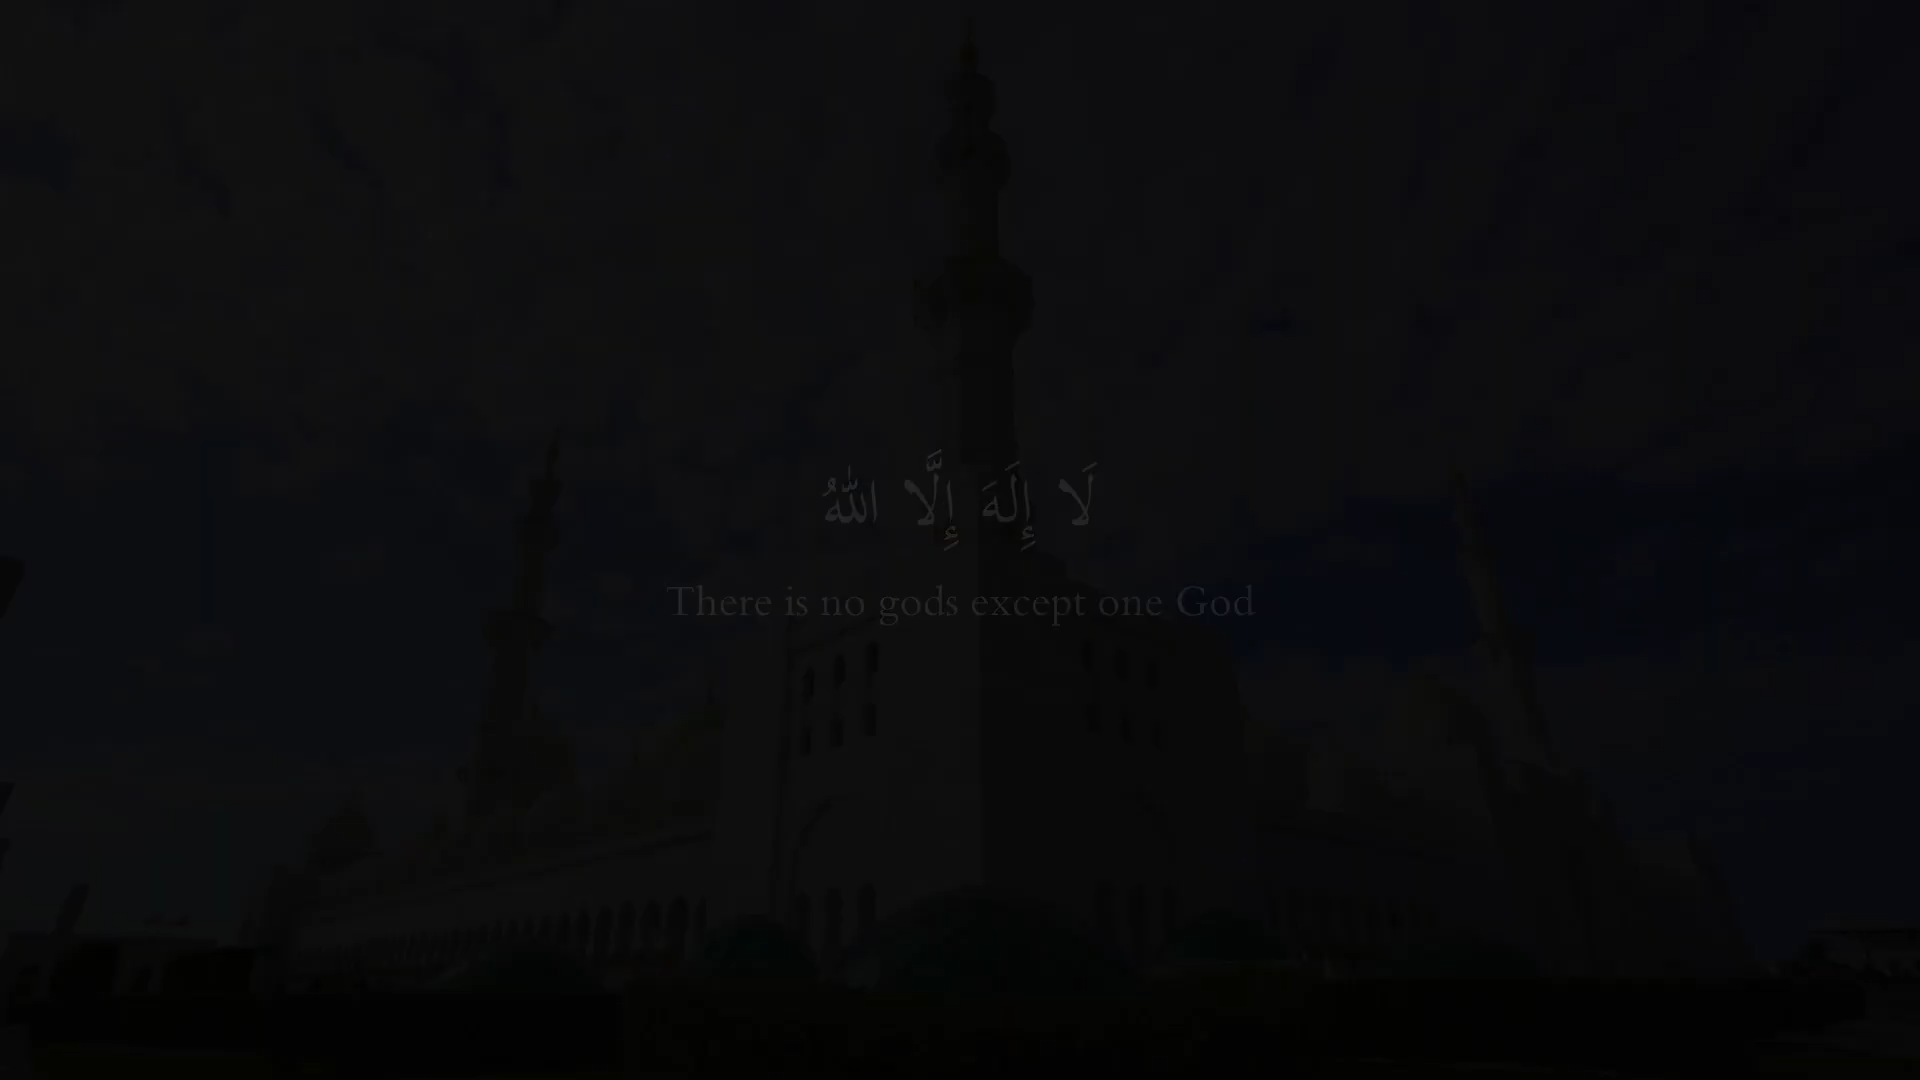 لَا إِلَهَ إِلَّا اللهُ
There is no gods except one God